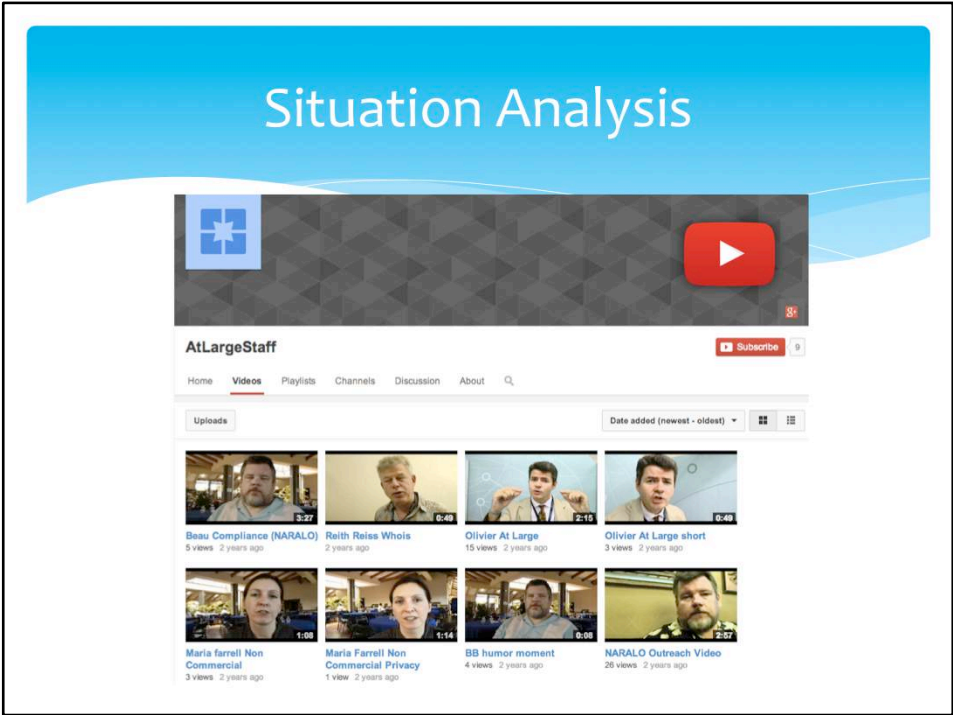 Situation Analysis
8+
AtLargeStaff
Subscribe 9
Home Videos Playlists Channels Discussion About
Uploads
Date added (newest - oldest)
3:27
0:49
2:15
0:49
Beau Compliance (NARALO) Reith Reiss Whois Olivier At Large Olivier At Large short
5 views 2 years ago 2 years ago 15 views 2 years ago 3 views 2 years ago
1:08
1:14
0:08
2:57
Maria farrell Non Maria Farrell Non BB humor moment NARALO Outreach Video
Commercial Commercial Privacy 4 views 2 years ago 26 views 2 years ago
3 views 2 years ago 1 view 2 years ago